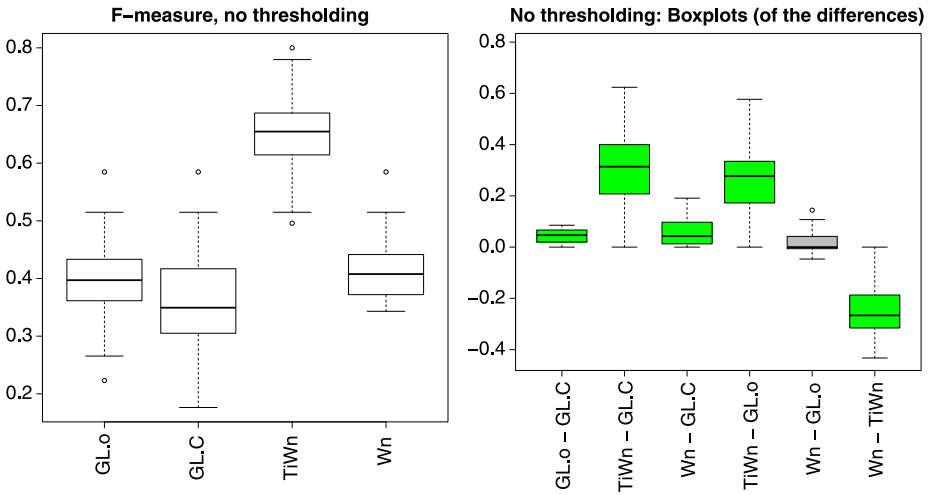 F−measure, no thresholding
0.8
0.7
0.6
0.5
0.4
0.3
0.2
GL.o
GL.C
TiWn
Wn
No thresholding: Boxplots (of the differences)
0.8
0.6
0.4
0.2
0.0
−0.2
−0.4
GL.o − GL.C
TiWn − GL.C
Wn − GL.C
TiWn − GL.o
Wn − GL.o
Wn − TiWn